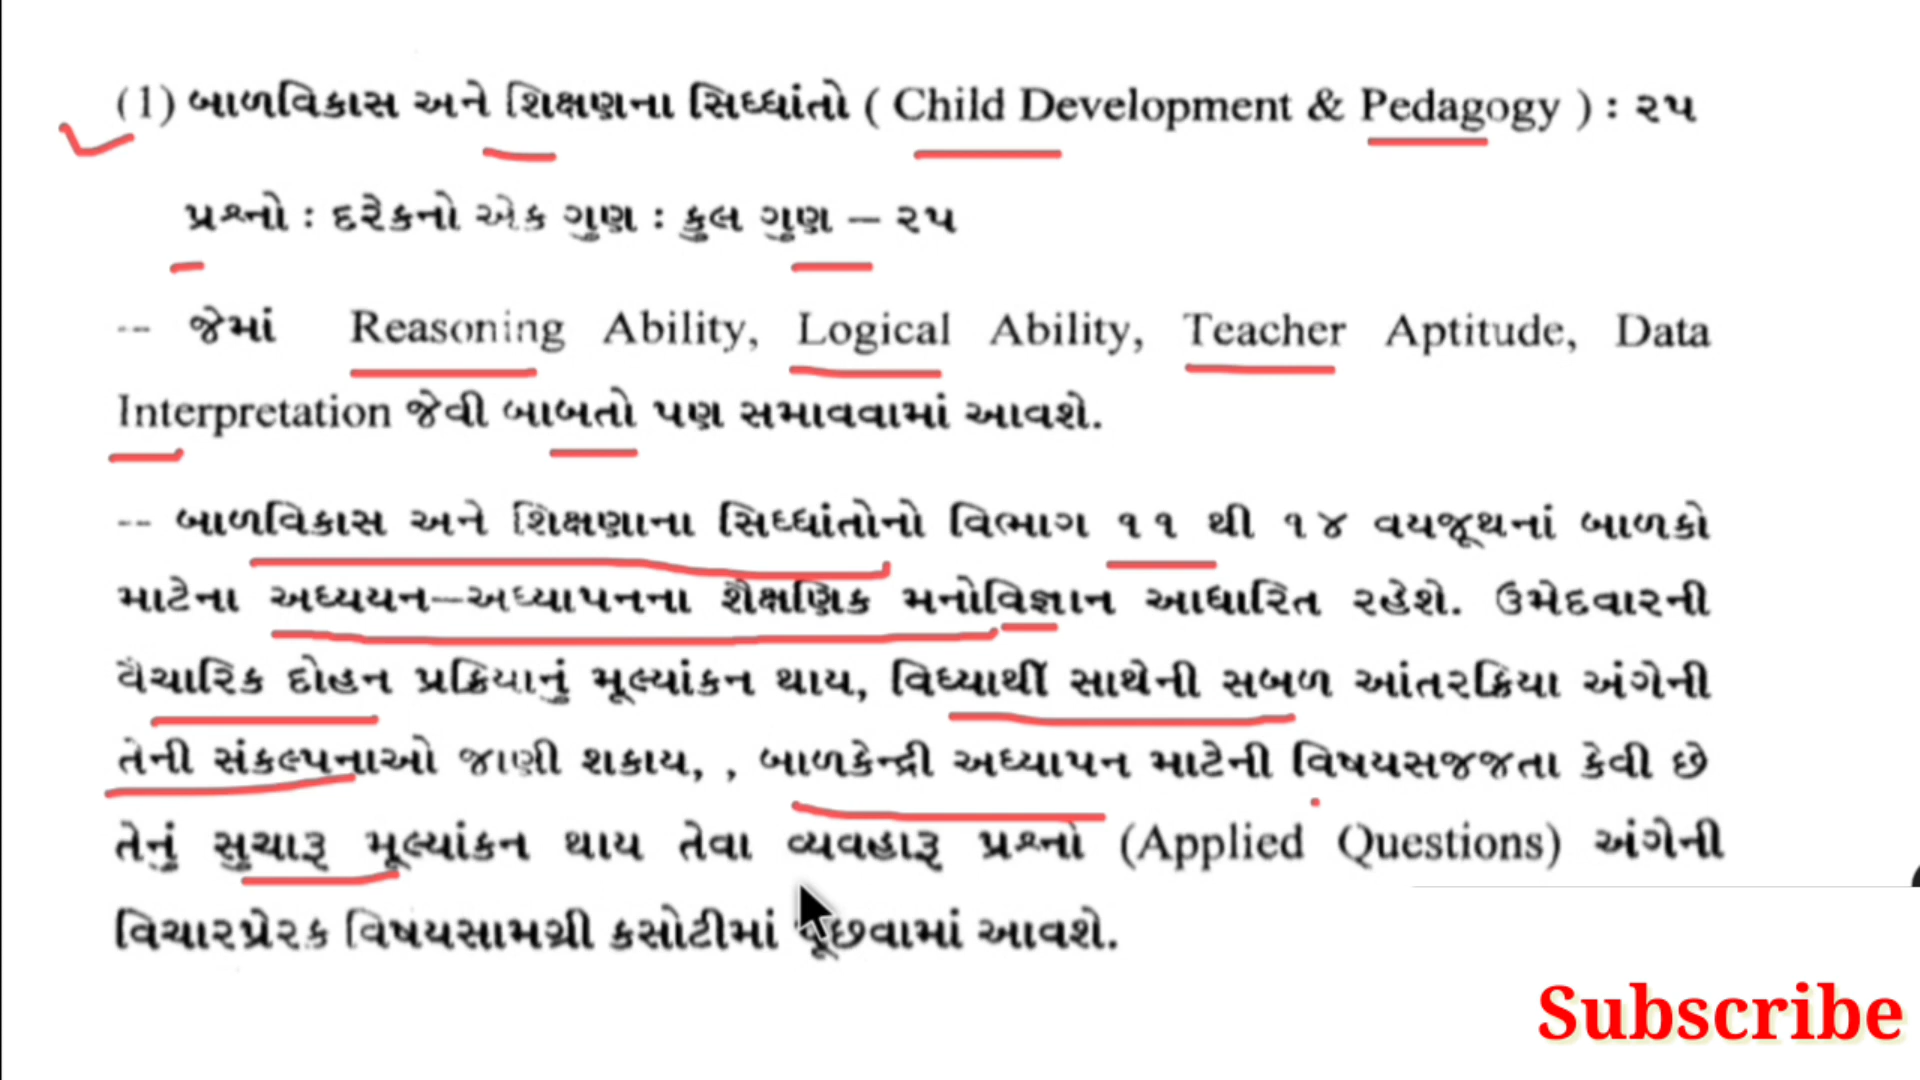 (1) બાળવિકાસ અને શિક્ષણના સિધ્ધાંતો ( Child Development & Pedagogy ) : ૨૫
પ્રશ્નો : દરેકનો એક ગુણ : કુલ ગુણ – ૨૫
-- જેમાં Reasoning Ability, Logical Ability, Teacher Aptitude, Data
Interpretation જેવી બાબતો પણ સમાવવામાં આવશે.
-- બાળવિકાસ અને શિક્ષણાના સિધ્ધાંતોનો વિભાગ ૧૧ થી ૧૪ વયજૂથનાં બાળકો
માટેના અધ્યયન–અધ્યાપનના શૈક્ષણિક મનોવિજ્ઞાન આધારિત રહેશે. ઉમેદવારની
વૈચારિક દોહન પ્રક્રિયાનું મૂલ્યાંકન થાય, વિધ્યાર્થી સાથેની સબળ આંતરક્રિયા અંગેની
તેની સંકલ્પનાઓ જાણી શકાય, , બાળકેન્દ્રી અધ્યાપન માટેની વિષયસજજતા કેવી છે
તેનું સુચારૂ મૂલ્યાંકન થાય તેવા વ્યવહારૂ પ્રશ્નો (Applied Questions) અંગેની
વિચારપ્રેરક વિષયસામગ્રી કસોટીમાં પૂછવામાં આવશે.
Subscribe